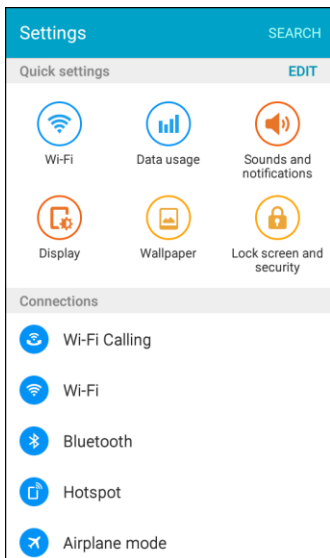 Settings SEARCH
Quick settings EDIT
Wi-Fi Data usage Sounds and
notifications
Display Wallpaper Lock screen and
security
Connections
Wi-Fi Calling
Wi-Fi
Bluetooth
Hotspot
Airplane mode